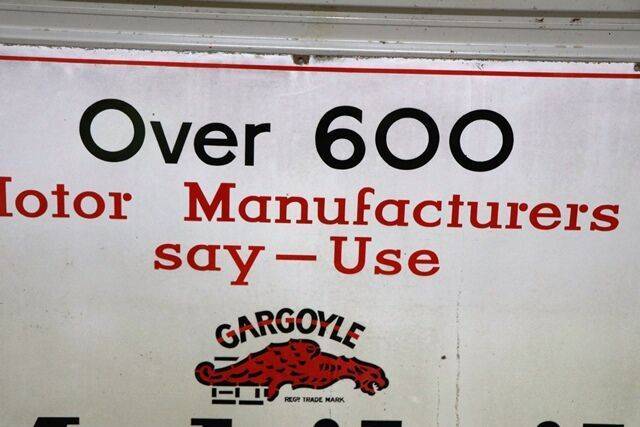 Over 600
Motor Manufacturers
say — Use
GARGOYLE
REGD TRADE MARK